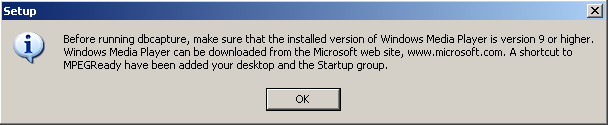 Setup
Before running dbcapture, make sure that the installed version of Windows Media Player is version 9 or higher.
Windows Media Player can be downloaded from the Microsoft web site, www.microsoft.com. A shortcut to
MPEGReady have been added your desktop and the Startup group.
OK